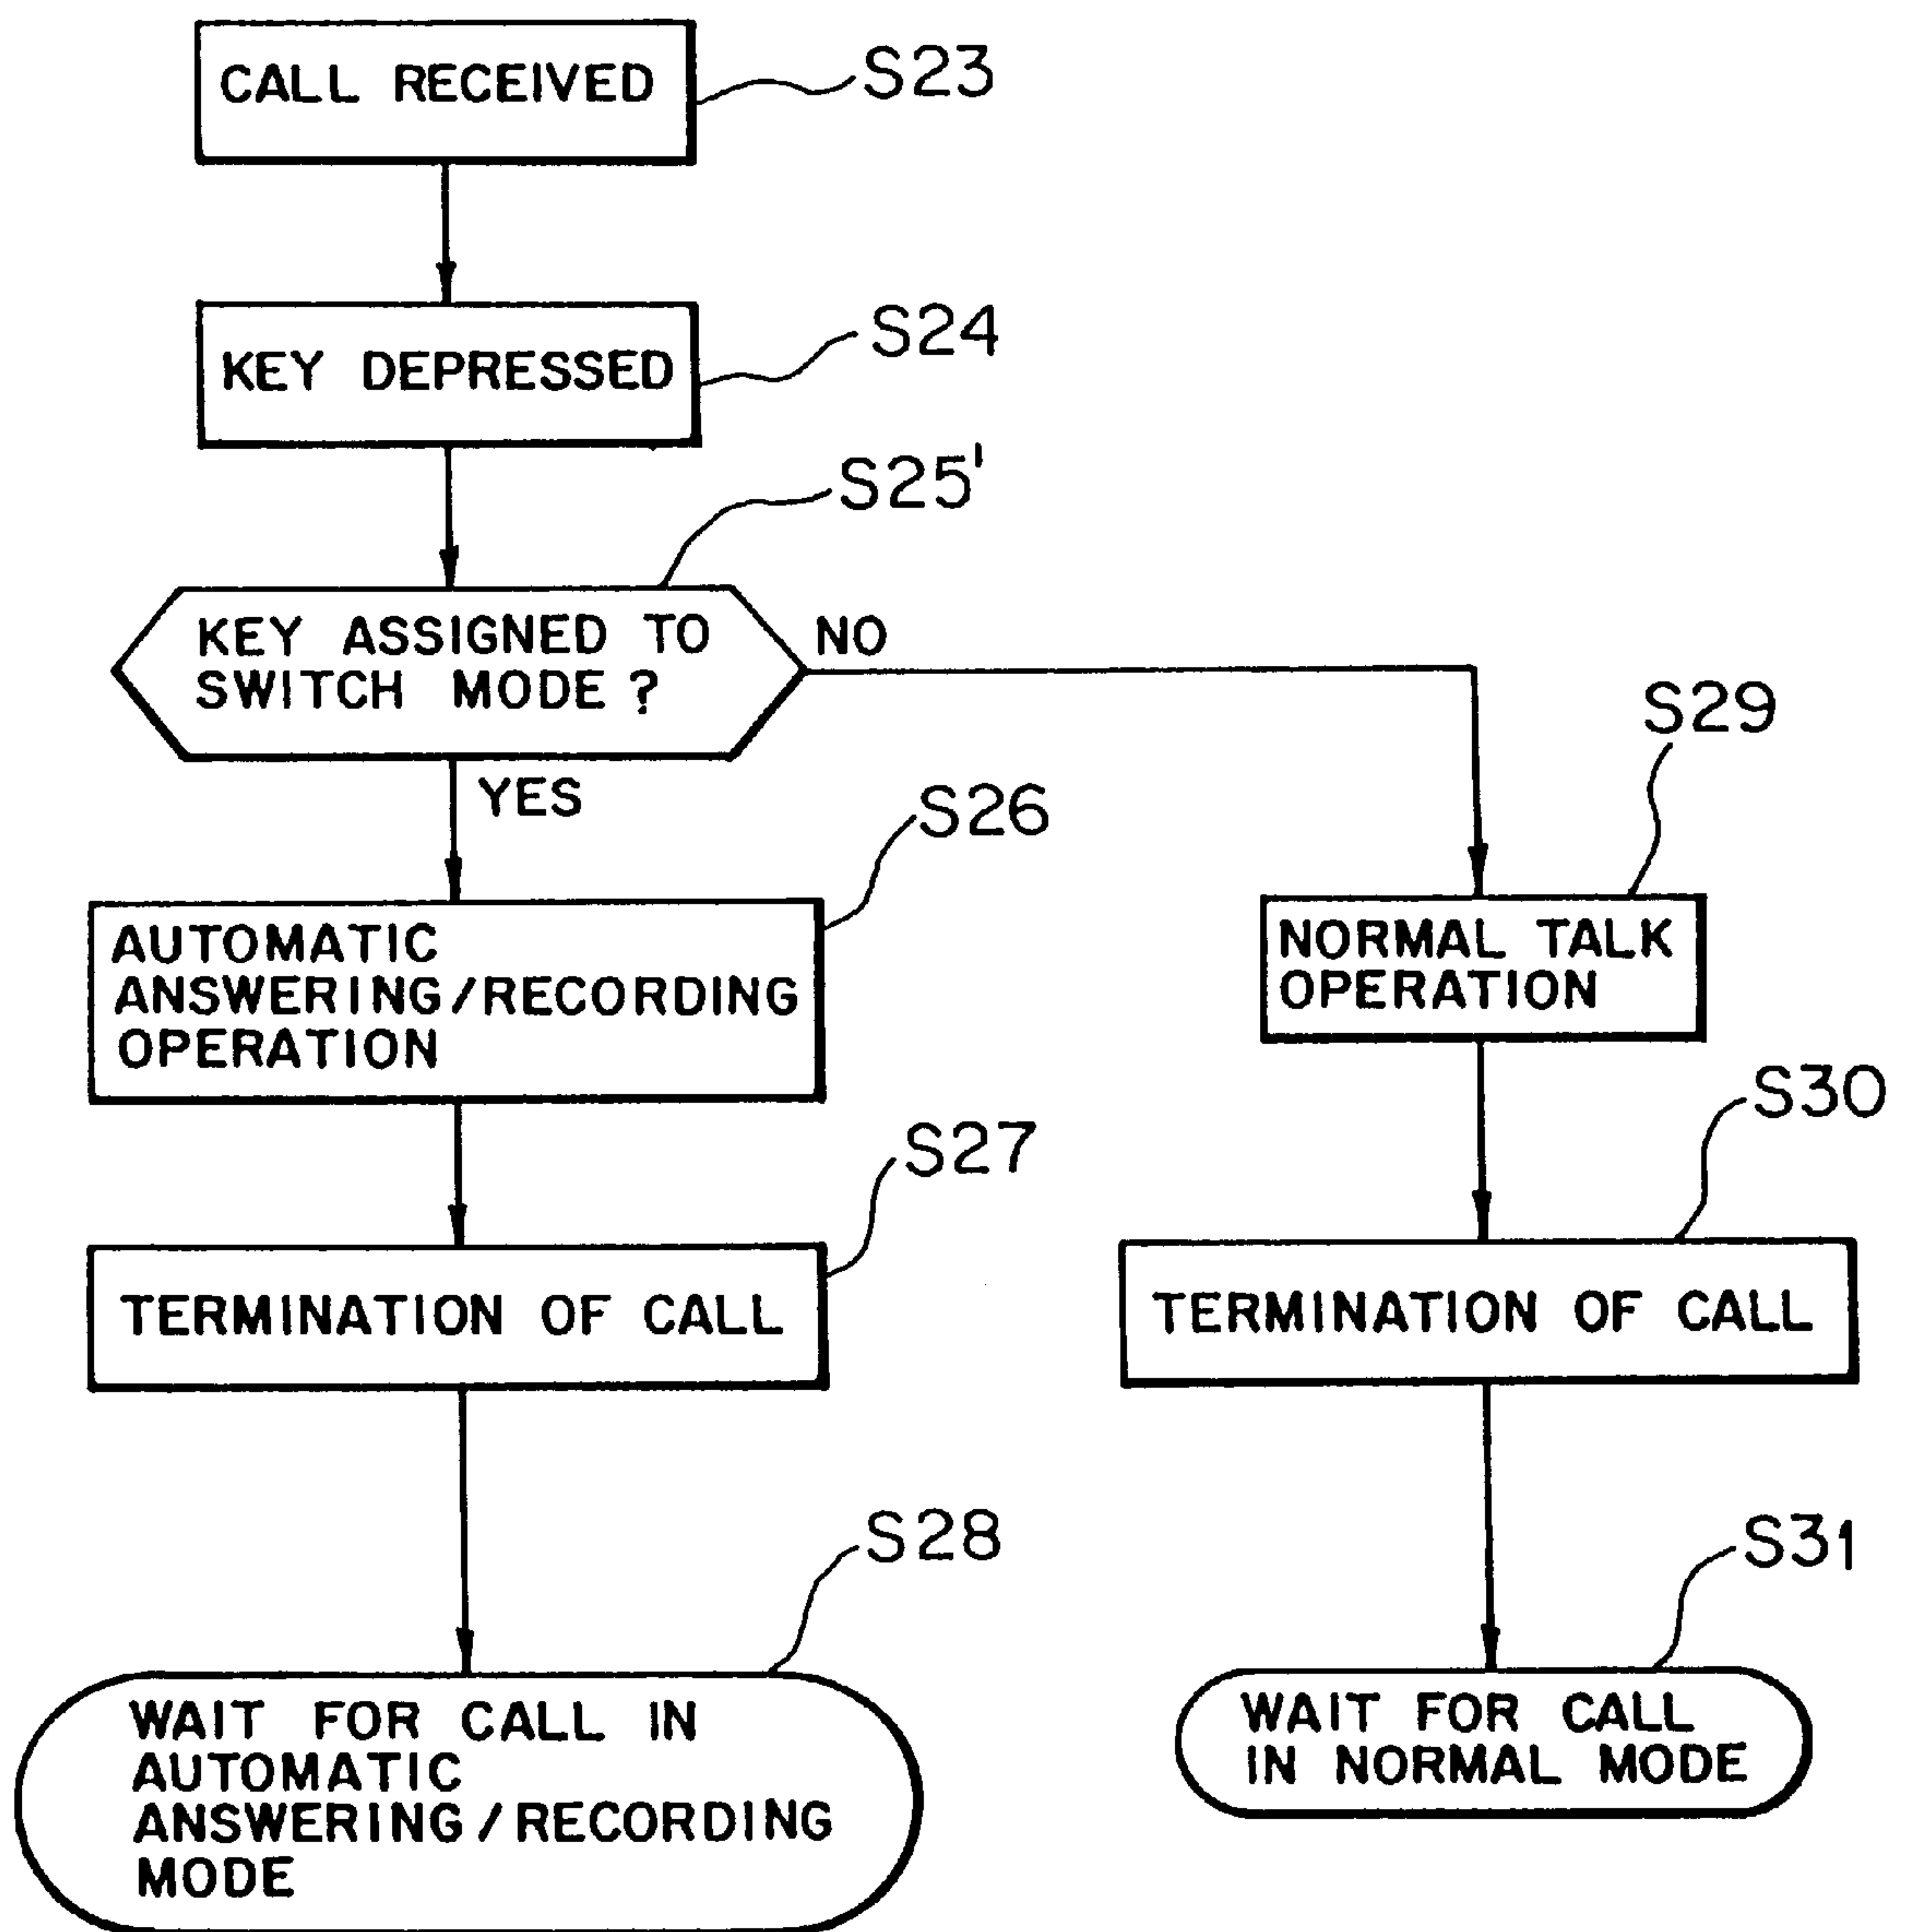 CALL RECEIVED
S23
KEY DEPRESSED
S24
S25'
KEY ASSIGNED TO
SWITCH MODE ?
NO
YES
S26
AUTOMATIC
ANSWERING/RECORDING
OPERATION
S27
TERMINATION OF CALL
S28
WAIT FOR CALL IN
AUTOMATIC
ANSWERING/RECORDING
MODE
S29
NORMAL TALK
OPERATION
S30
TERMINATION OF CALL
S31
WAIT FOR CALL
IN NORMAL MODE